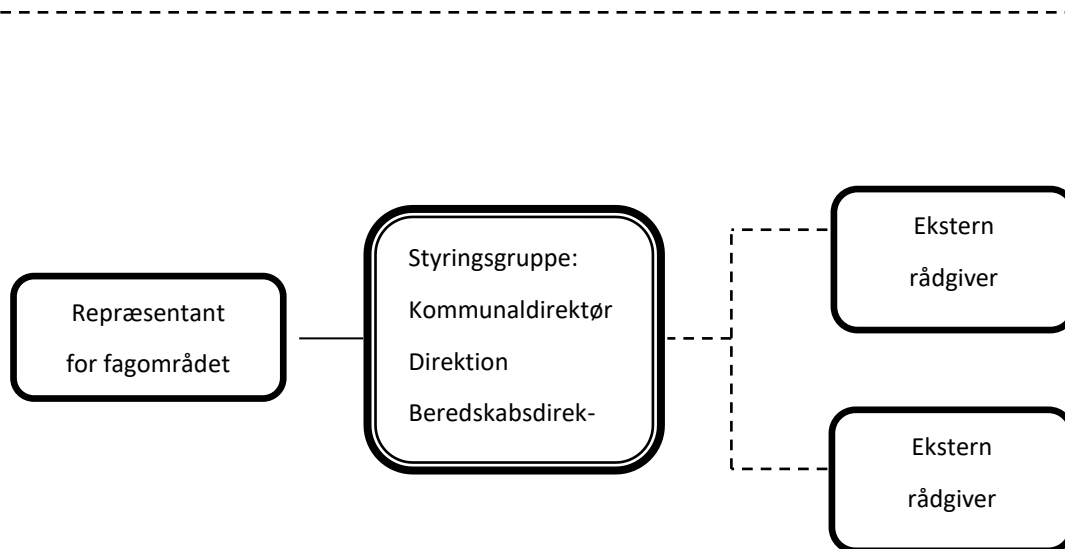 Repræsentant
for fagområdet
Styringsgruppe:
Kommunaldirektør
Direktion
Beredskabsdirek-
Ekstern
rådgiver
Ekstern
rådgiver